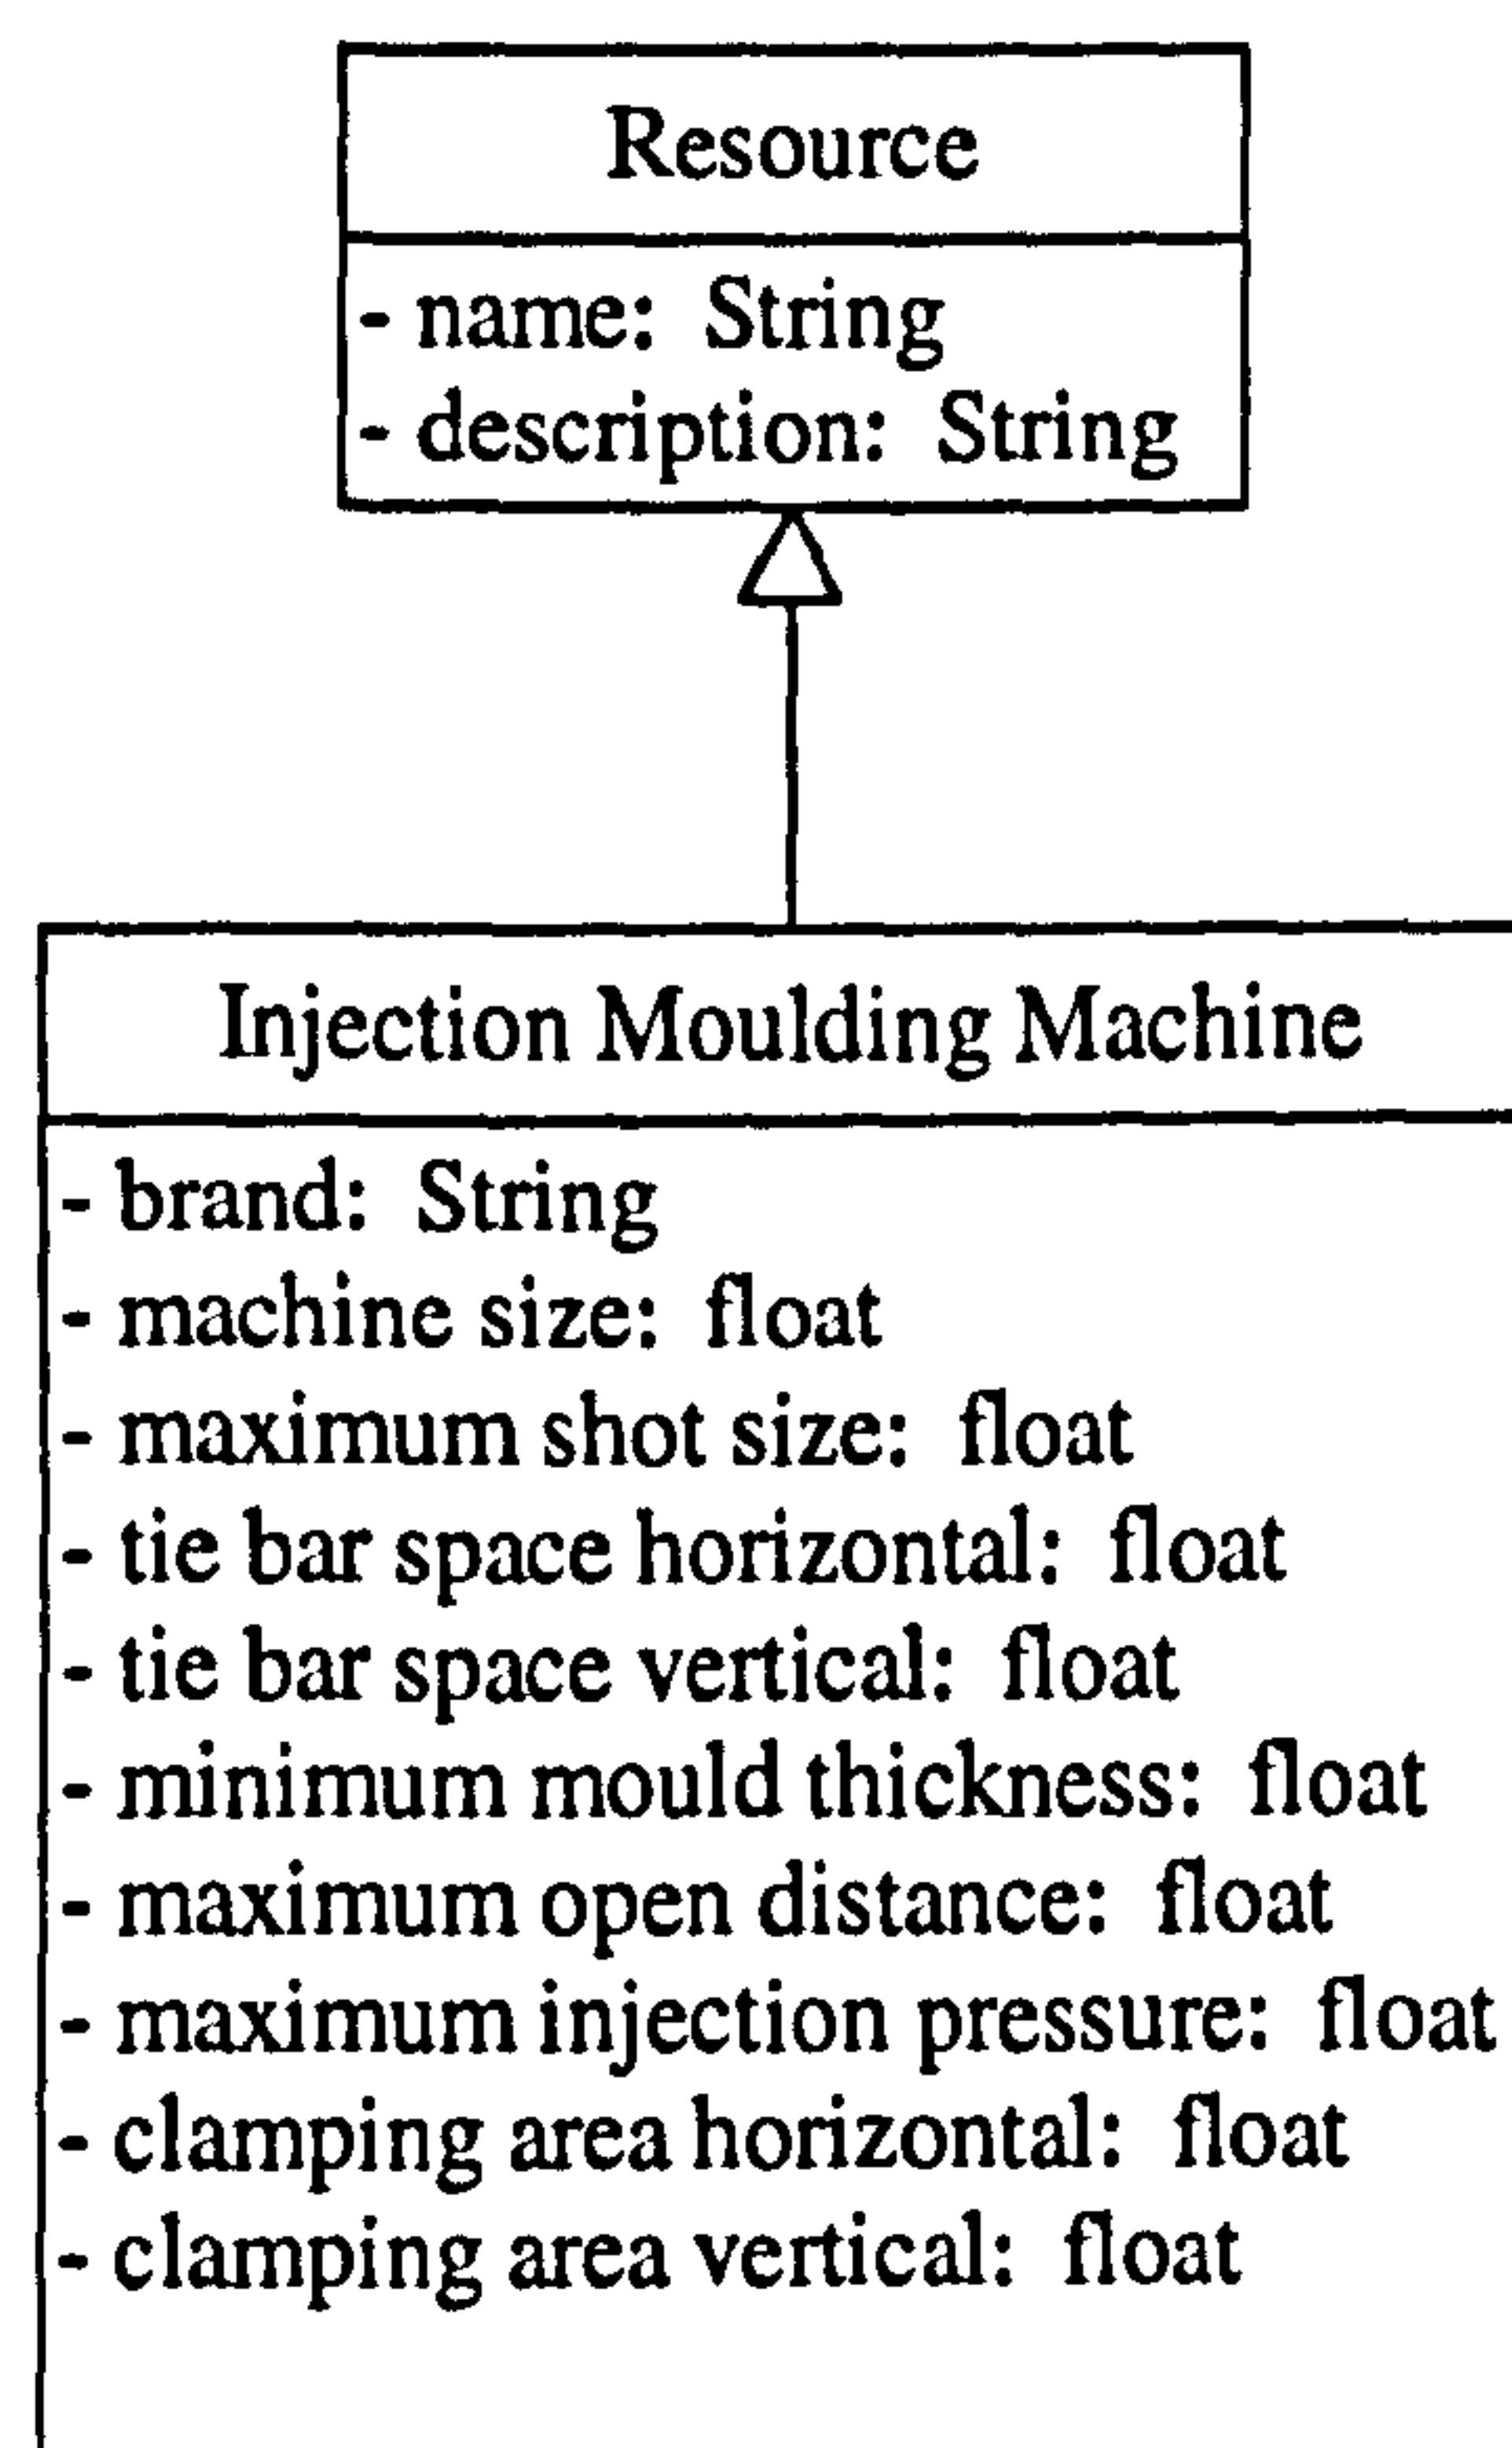 Resource
- name: String
- description: String
Injection Moulding Machine
- brand: String
- machine size: float
- maximum shot size: float
- tie bar space horizontal: float
- tie bar space vertical: float
- minimum mould thickness: float
- maximum open distance: float
- maximum injection pressure: float
- clamping area horizontal: float
- clamping area vertical: float